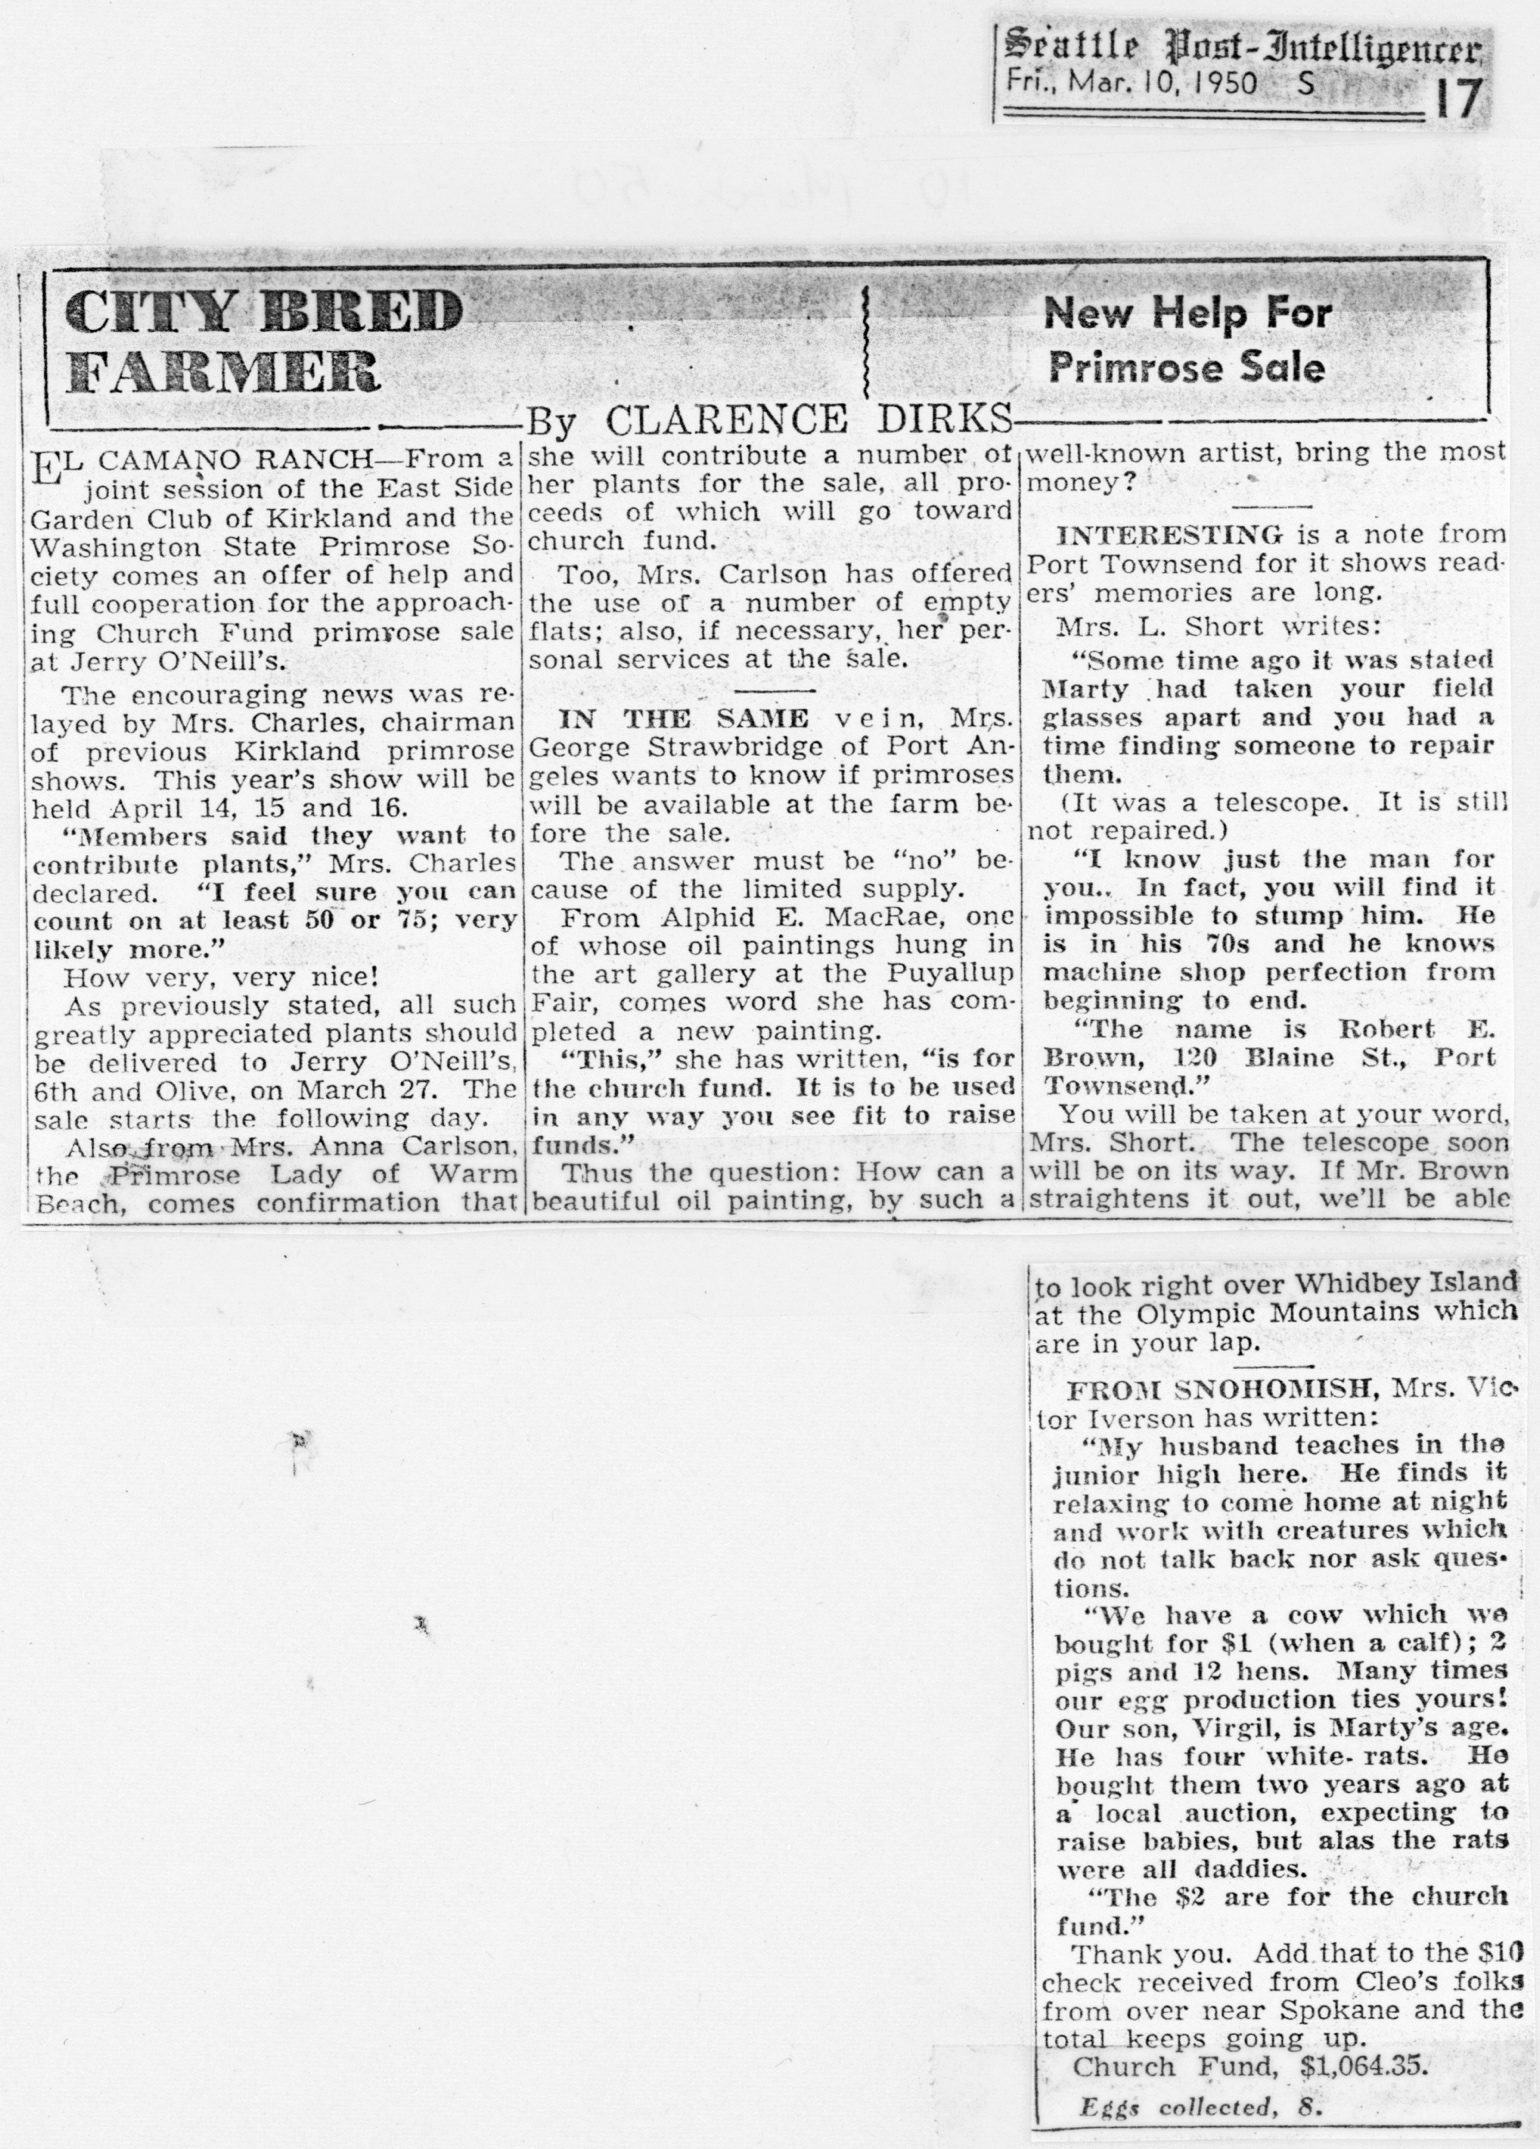 Seattle Post-Intelligencer
Fri., Mar. 10, 1950 S 17
CITY BRED
FARMER
New Help For
Primrose Sale
By CLARENCE DIRKS
EL CAMANO RANCH—From a
joint session of the East Side
Garden Club of Kirkland and the
Washington State Primrose So-
ciety comes an offer of help and
full cooperation for the approach-
ing Church Fund primrose sale
at Jerry O'Neill's.
The encouraging news was re-
layed by Mrs. Charles, chairman
of previous Kirkland primrose
shows. This year's show will be
held April 14, 15 and 16.
"Members said they want to
contribute plants," Mrs. Charles
declared. "I feel sure you can
count on at least 50 or 75; very
likely more."
How very, very nice!
As previously stated, all such
greatly appreciated plants should
be delivered to Jerry O'Neill's,
6th and Olive, on March 27. The
sale starts the following day.
Also from Mrs. Anna Carlson,
the Primrose Lady of Warm
Beach, comes confirmation that
she will contribute a number of
her plants for the sale, all pro-
ceeds of which will go toward
church fund.
Too, Mrs. Carlson has offered
the use of a number of empty
flats; also, if necessary, her per-
sonal services at the sale.
IN THE SAME vein, Mrs.
George Strawbridge of Port An-
geles wants to know if primroses
will be available at the farm be-
fore the sale.
The answer must be "no" be-
cause of the limited supply.
From Alphid E. MacRae, one
of whose oil paintings hung in
the art gallery at the Puyallup
Fair, comes word she has com-
pleted a new painting.
"This," she has written, "is for
the church fund. It is to be used
in any way you see fit to raise
funds."
Thus the question: How can a
beautiful oil painting, by such a
well-known artist, bring the most
money?
INTERESTING is a note from
Port Townsend for it shows read-
ers' memories are long.
Mrs. L. Short writes:
"Some time ago it was stated
Marty had taken your field
glasses apart and you had a
time finding someone to repair
them.
(It was a telescope. It is still
not repaired.)
"I know just the man for
you.. In fact, you will find it
impossible to stump him. He
is in his 70s and he knows
machine shop perfection from
beginning to end.
"The name is Robert E.
Brown, 120 Blaine St., Port
Townsend."
You will be taken at your word,
Mrs. Short. The telescope soon
will be on its way. If Mr. Brown
straightens it out, we'll be able
to look right over Whidbey Island
at the Olympic Mountains which
are in your lap.
FROM SNOHOMISH, Mrs. Vic-
tor Iverson has written:
"My husband teaches in the
junior high here. He finds it
relaxing to come home at night
and work with creatures which
do not talk back nor ask ques-
tions.
"We have a cow which we
bought for $1 (when a calf); 2
pigs and 12 hens. Many times
our egg production ties yours!
Our son, Virgil, is Marty's age.
He has four white rats. He
bought them two years ago at
a local auction, expecting to
raise babies, but alas the rats
were all daddies.
"The $2 are for the church
fund."
Thank you. Add that to the $10
check received from Cleo's folks
from over near Spokane and the
total keeps going up.
Church Fund, $1,064.35.
Eggs collected, 8.